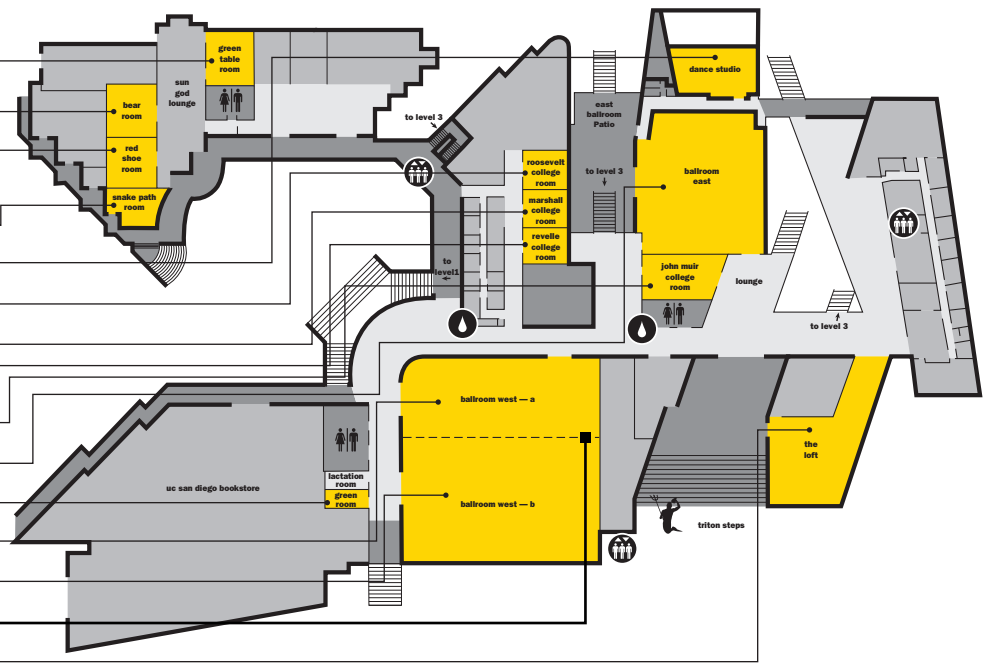 green
table
room
dance studio
sun
god
lounge
bear
room
east
ballroom
Patio
to level 3
red
shoe
room
roosevelt
college
room
to level 3
ballroom
east
snake path
room
marshall
college
room
revelle
college
room
to
level1
john muir
college
room
lounge
to level 3
ballroom west — a
the
loft
lactation
room
uc san diego bookstore
green
room
ballroom west — b
triton steps